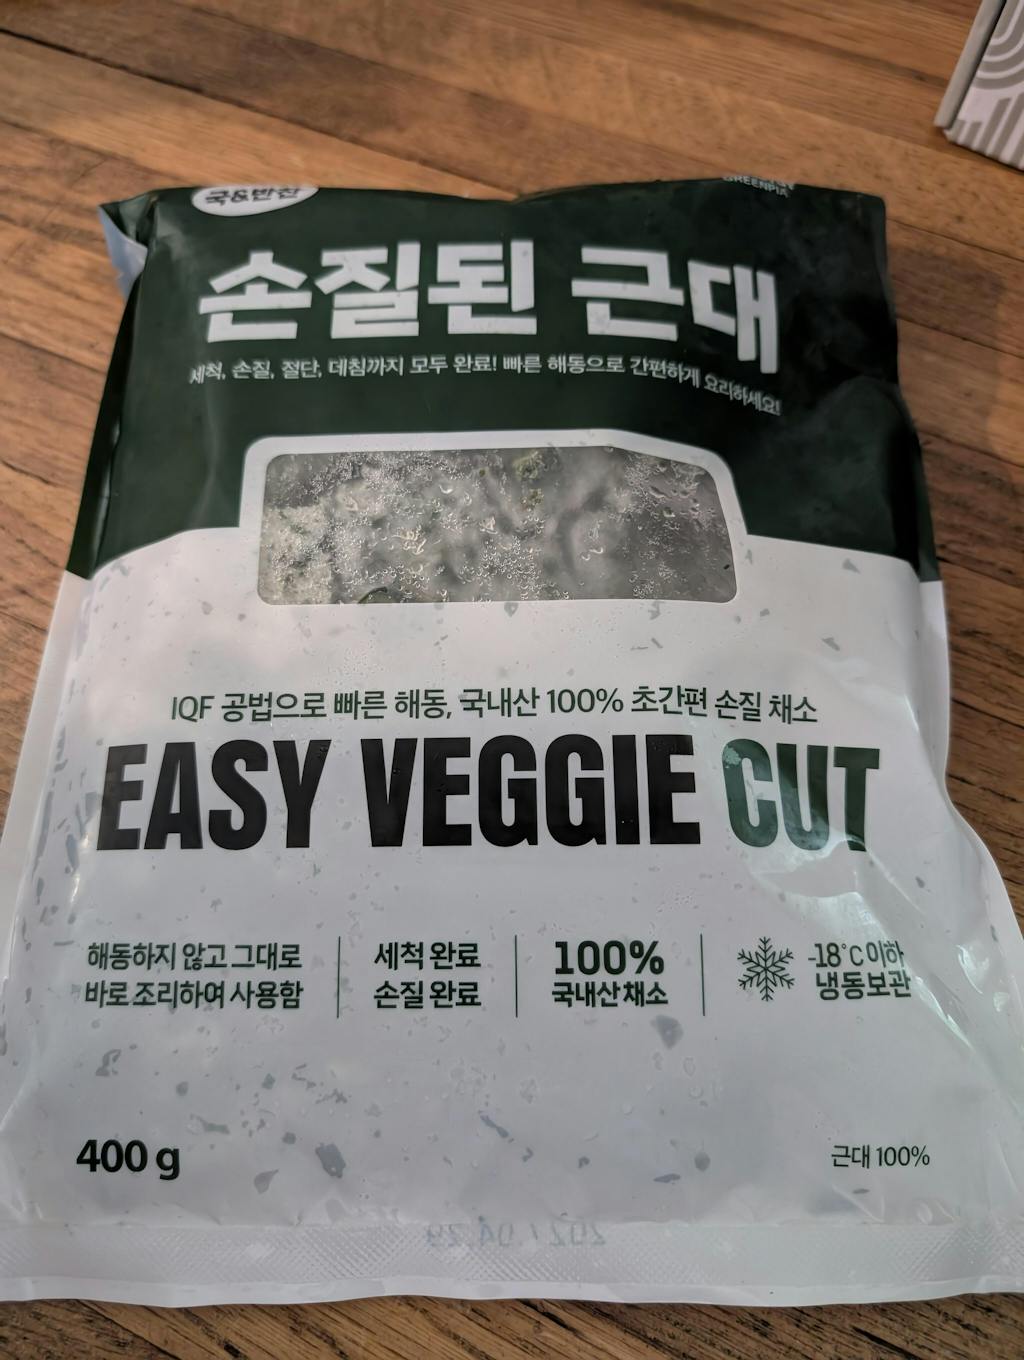 국&반찬
GREENPIA
손질된 근대
세척, 손질, 절단, 데침까지 모두 완료! 빠른 해동으로 간편하게 요리하세요!
IQF 공법으로 빠른 해동, 국내산 100% 초간편 손질 채소
EASY VEGGIE CUT
해동하지 않고 그대로
바로 조리하여 사용함
세척 완료
손질 완료
100%
국내산 채소
-18°C 이하
냉동보관
400 g
근대 100%